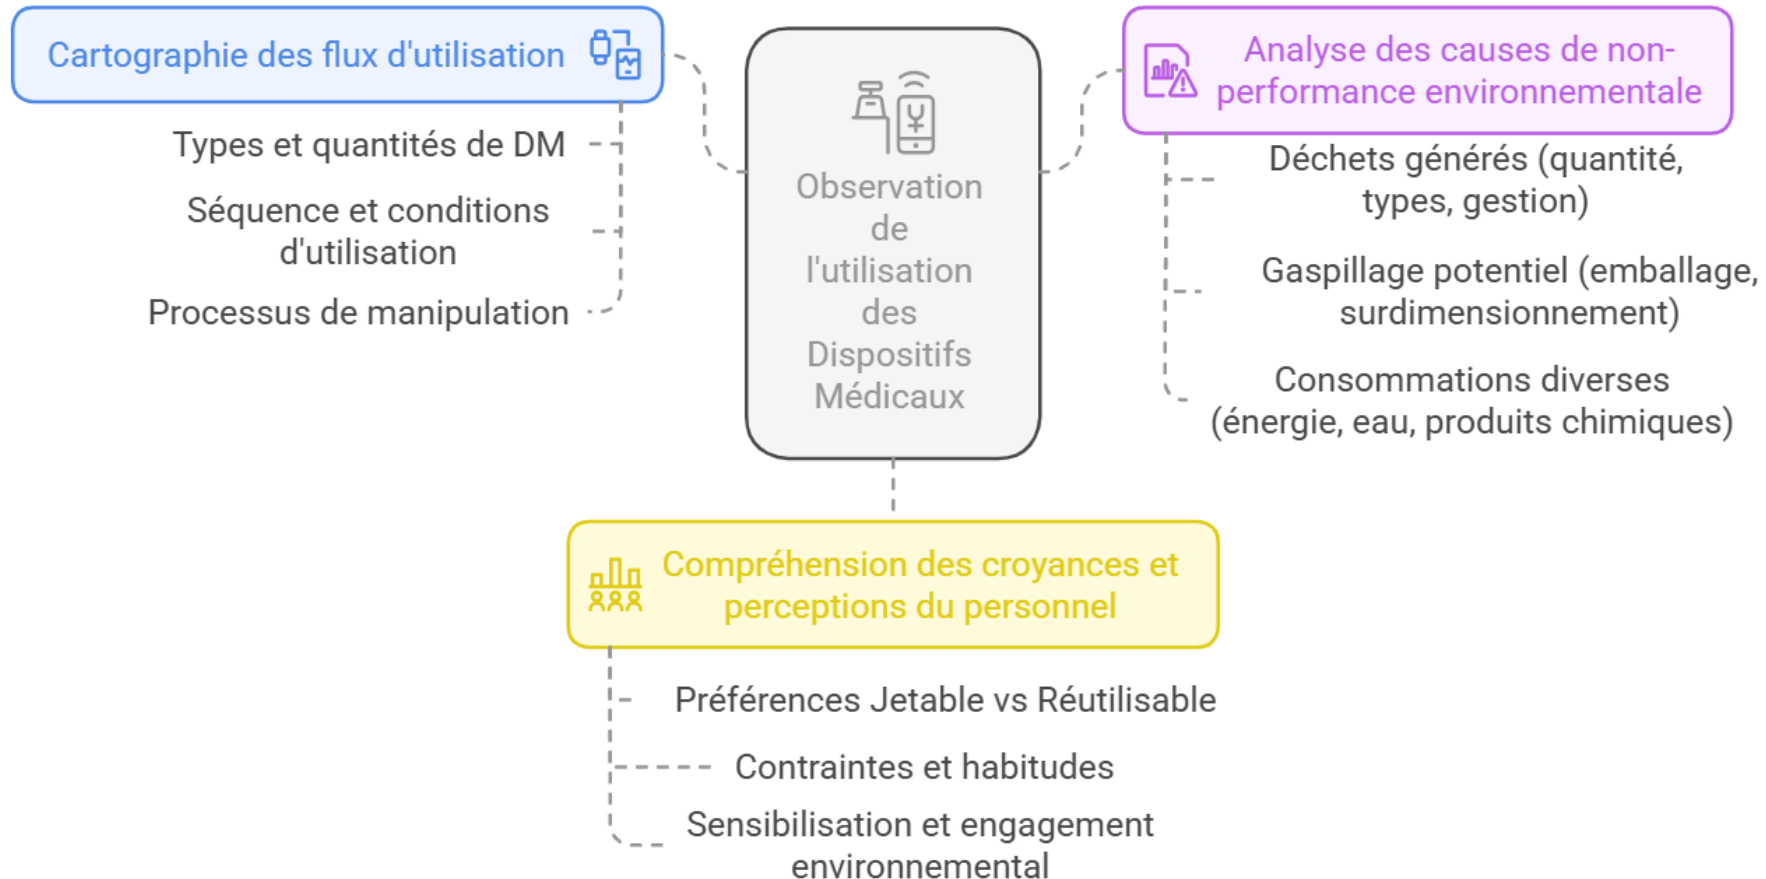 Cartographie des flux d'utilisation
Types et quantités de DM
Séquence et conditions
d'utilisation
Processus de manipulation
Observation
de
l'utilisation
des
Dispositifs
Médicaux
Analyse des causes de non-
performance environnementale
Déchets générés (quantité,
types, gestion)
Gaspillage potentiel (emballage,
surdimensionnement)
Consommations diverses
(énergie, eau, produits chimiques)
Compréhension des croyances et
perceptions du personnel
Préférences Jetable vs Réutilisable
Contraintes et habitudes
Sensibilisation et engagement
environnemental